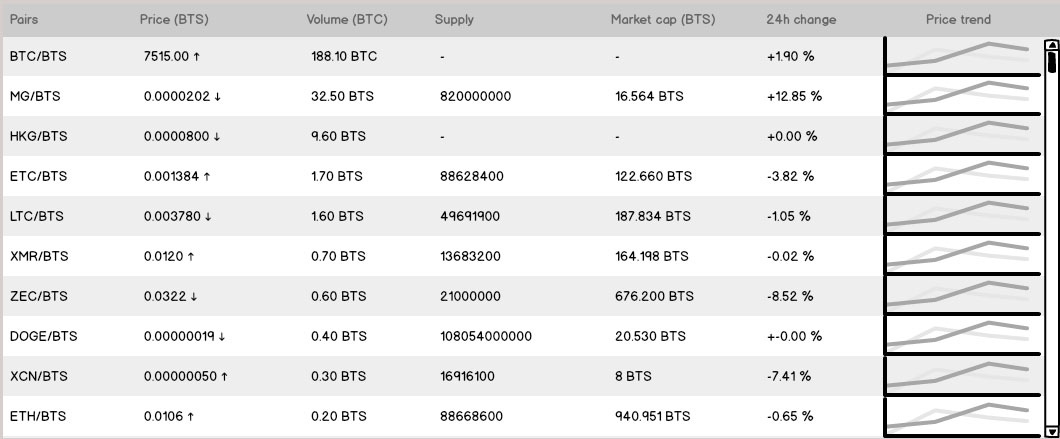 Pairs Price (BTS) Volume (BTC) Supply Market cap (BTS) 24h change Price trend
BTC/BTS 7515.00 ↑ 188.10 BTC - - +1.90 %
MG/BTS 0.0000202 ↓ 32.50 BTS 820000000 16.564 BTS +12.85 %
HKG/BTS 0.0000800 ↓ 9.60 BTS - - +0.00 %
ETC/BTS 0.001384 ↑ 1.70 BTS 88628400 122.660 BTS -3.82 %
LTC/BTS 0.003780 ↓ 1.60 BTS 49691900 187.834 BTS -1.05 %
XMR/BTS 0.0120 ↑ 0.70 BTS 13683200 164.198 BTS -0.02 %
ZEC/BTS 0.0322 ↓ 0.60 BTS 21000000 676.200 BTS -8.52 %
DOGE/BTS 0.00000019 ↓ 0.40 BTS 108054000000 20.530 BTS +-0.00 %
XCN/BTS 0.00000050 ↑ 0.30 BTS 16916100 8 BTS -7.41 %
ETH/BTS 0.0106 ↑ 0.20 BTS 88668600 940.951 BTS -0.65 %